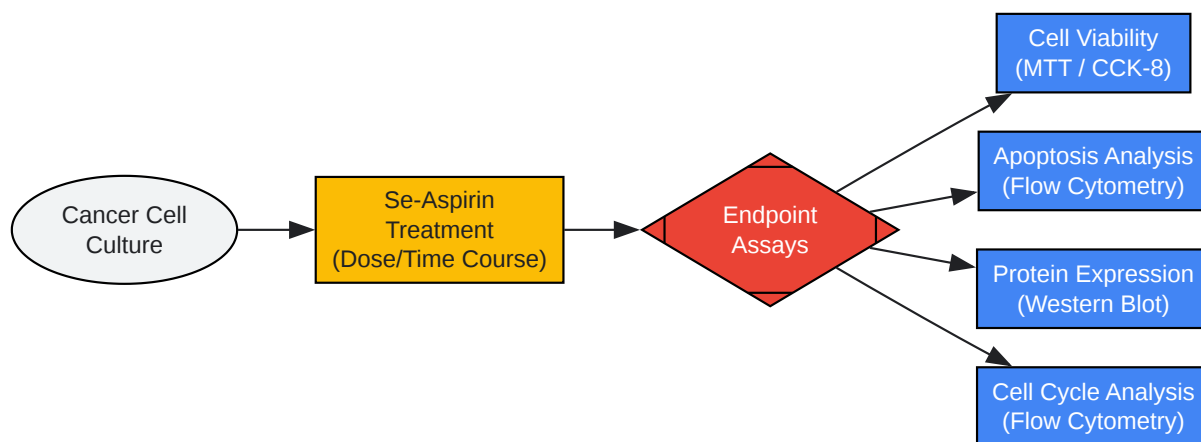 Cancer Cell
Culture
Se-Aspirin
Treatment
(Dose/Time Course)
Endpoint
Assays
Cell Viability
(MTT / CCK-8)
Apoptosis Analysis
(Flow Cytometry)
Protein Expression
(Western Blot)
Cell Cycle Analysis
(Flow Cytometry)